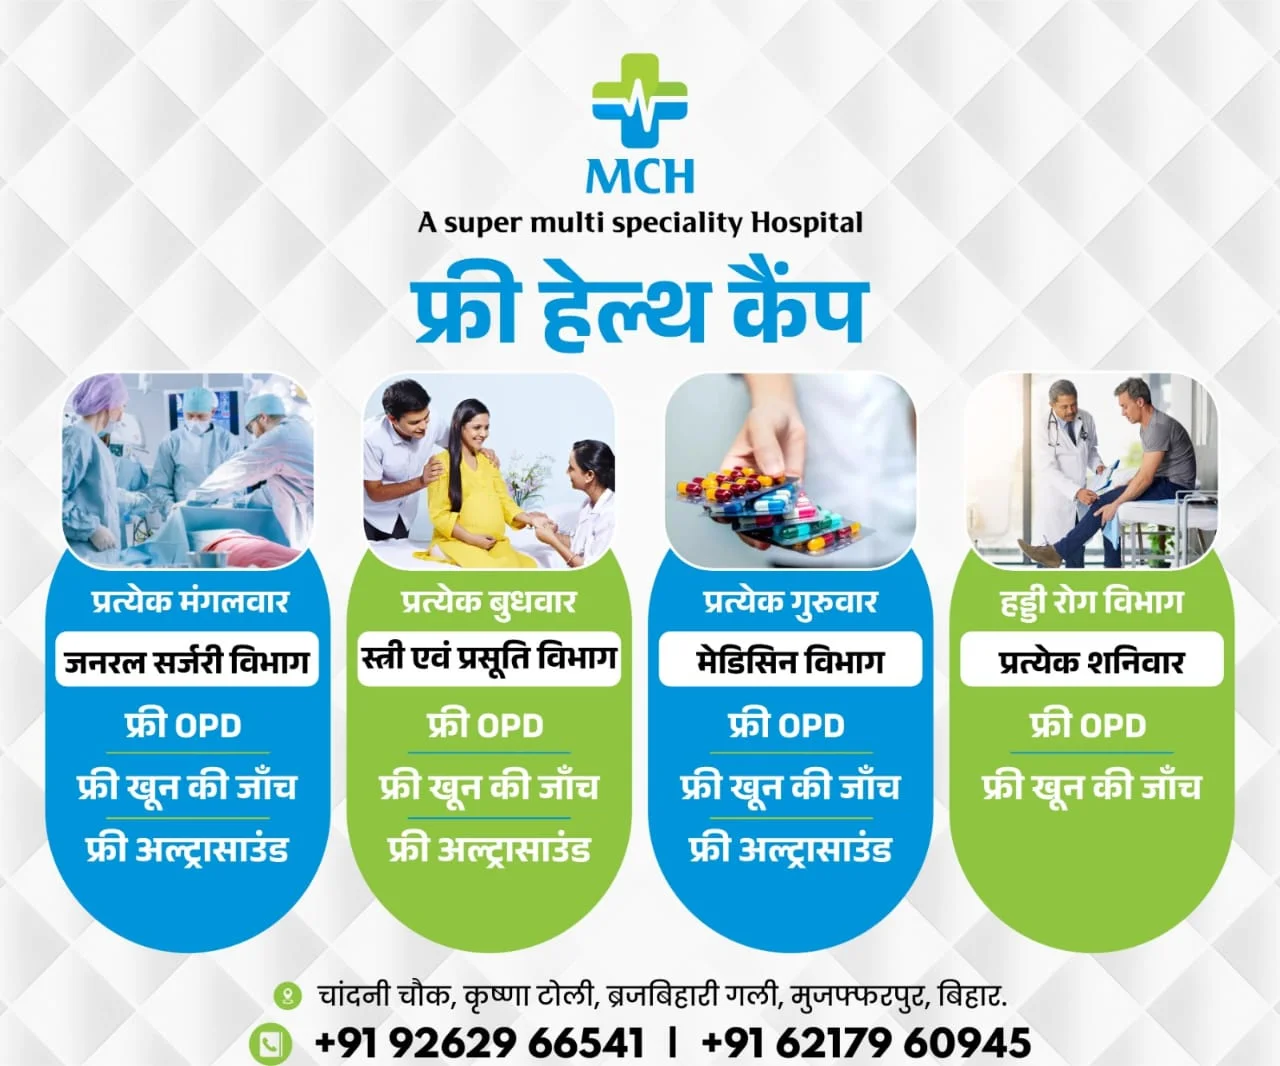 MCH
A super multi speciality Hospital
फ्री हेल्थ कैंप
प्रत्येक मंगलवार
जनरल सर्जरी विभाग
फ्री OPD
फ्री खून की जाँच
फ्री अल्ट्रासाउंड
प्रत्येक बुधवार
स्त्री एवं प्रसूति विभाग
फ्री OPD
फ्री खून की जाँच
फ्री अल्ट्रासाउंड
प्रत्येक गुरुवार
मेडिसिन विभाग
फ्री OPD
फ्री खून की जाँच
फ्री अल्ट्रासाउंड
हड्डी रोग विभाग
प्रत्येक शनिवार
फ्री OPD
फ्री खून की जाँच
चांदनी चौक, कृष्णा टोली, ब्रजबिहारी गली, मुजफ्फरपुर, बिहार.
+91 92629 66541 | +91 62179 60945